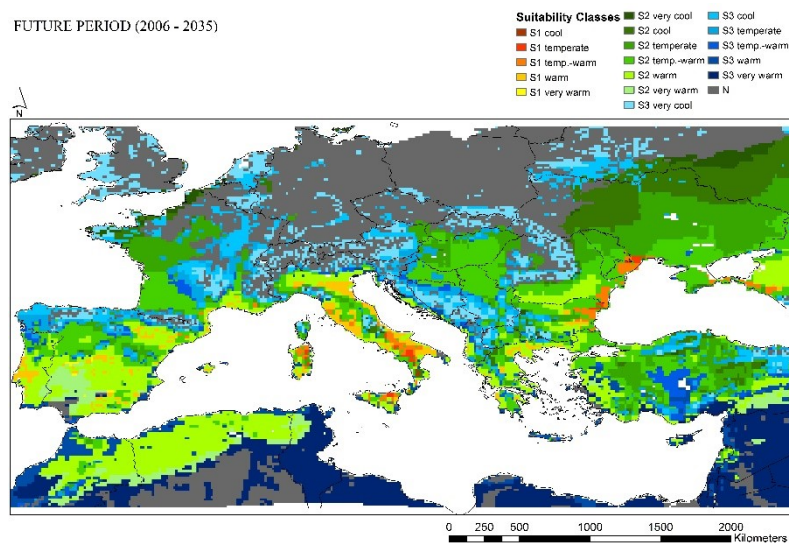 FUTURE PERIOD (2006 - 2035)
Suitability Classes
S1 cool
S1 temperate
S1 temp.-warm
S1 warm
S1 very warm
S2 very cool
S2 cool
S2 temperate
S2 temp.-warm
S2 warm
S2 very warm
S3 very cool
S3 cool
S3 temperate
S3 temp.-warm
S3 warm
S3 very warm
N
N
0 250 500 1000 1500 2000
Kilometers